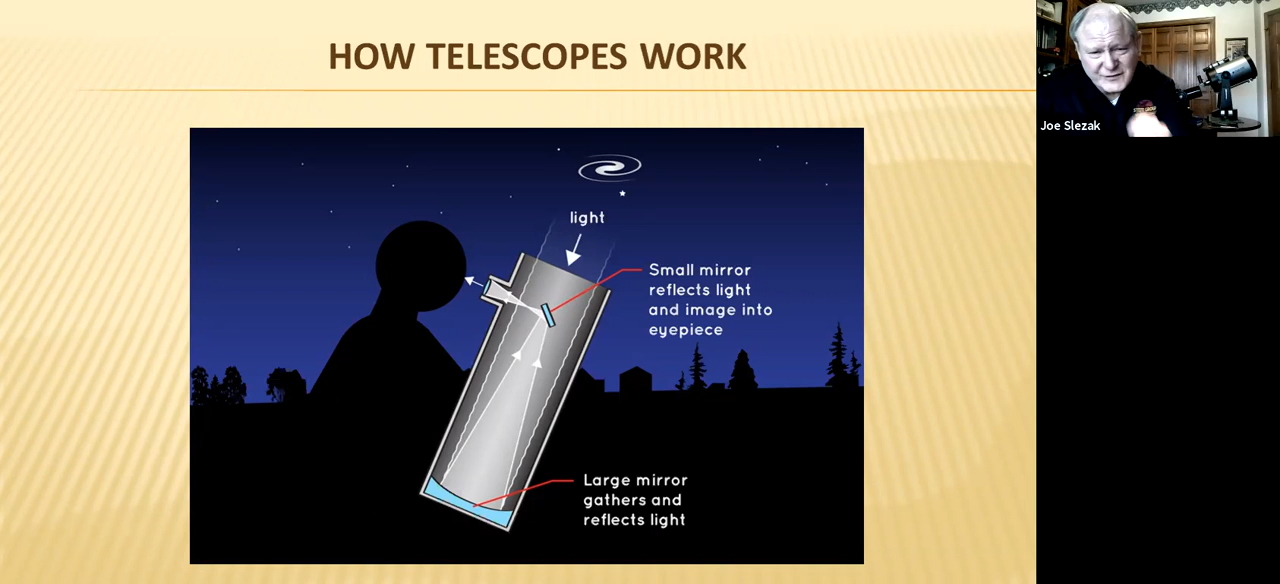 HOW TELESCOPES WORK
light
Small mirror
reflects light
and image into
eyepiece
Large mirror
gathers and
reflects light
Joe Slezak